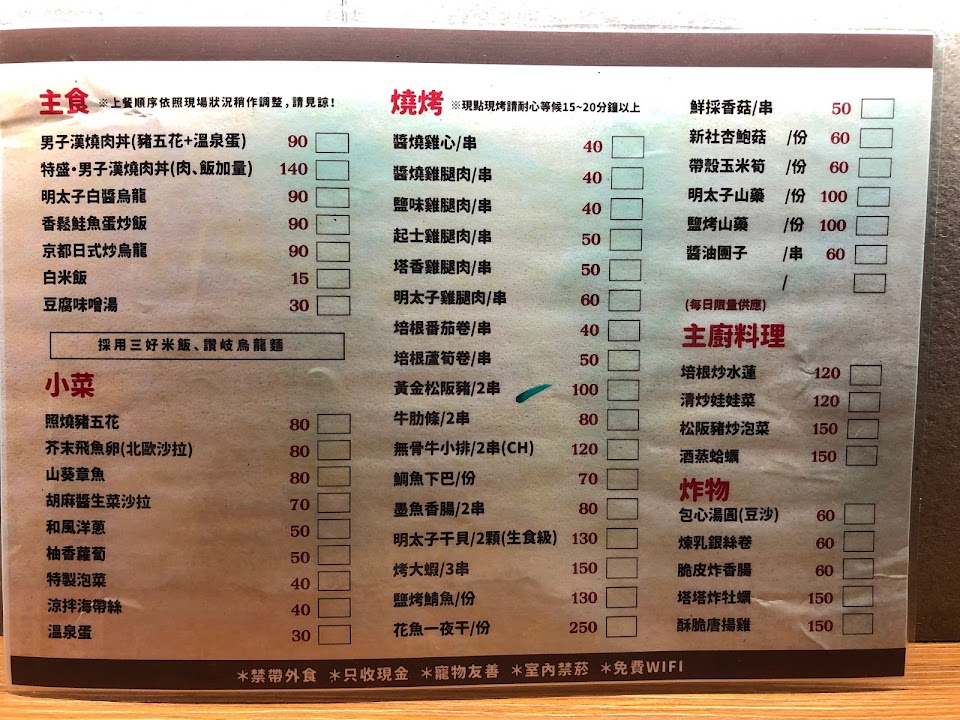 主食 ※上餐順序依照現場狀況稍作調整,請見諒!
男子漢燒肉丼(豬五花+溫泉蛋) 90
特盛·男子漢燒肉丼(肉、飯加量) 140
明太子白醬烏龍 90
香鬆鮭魚蛋炒飯 90
京都日式炒烏龍 90
白米飯 15
豆腐味噌湯 30
採用三好米飯、讚岐烏龍麵
小菜
照燒豬五花 80
芥末飛魚卵(北歐沙拉) 80
山葵章魚 80
胡麻醬生菜沙拉 70
和風洋蔥 50
柚香蘿蔔 50
特製泡菜 40
涼拌海帶絲 40
溫泉蛋 30
燒烤 ※現點現烤請耐心等候15~20分鐘以上
醬燒雞心/串 40
醬燒雞腿肉/串 40
鹽味雞腿肉/串 40
起士雞腿肉/串 50
塔香雞腿肉/串 50
明太子雞腿肉/串 60
培根番茄卷/串 40
培根蘆筍卷/串 50
黃金松阪豬/2串 100
牛肋條/2串 80
無骨牛小排/2串(CH) 120
鯛魚下巴/份 70
墨魚香腸/2串 80
明太子干貝/2顆(生食級) 130
烤大蝦/3串 150
鹽烤鯖魚/份 130
花魚一夜干/份 250
鮮採香菇/串 50
新社杏鮑菇 /份 60
帶殼玉米筍 /份 60
明太子山藥 /份 100
鹽烤山藥 /份 100
醬油團子 /串 60
/
(每日限量供應)
主廚料理
培根炒水蓮 120
清炒娃娃菜 120
松阪豬炒泡菜 150
酒蒸蛤蠣 150
炸物
包心湯圓(豆沙) 60
煉乳銀絲卷 60
脆皮炸香腸 60
塔塔炸牡蠣 150
酥脆唐揚雞 150
＊禁帶外食 ＊只收現金 ＊寵物友善 ＊室內禁菸 ＊免費WIFI